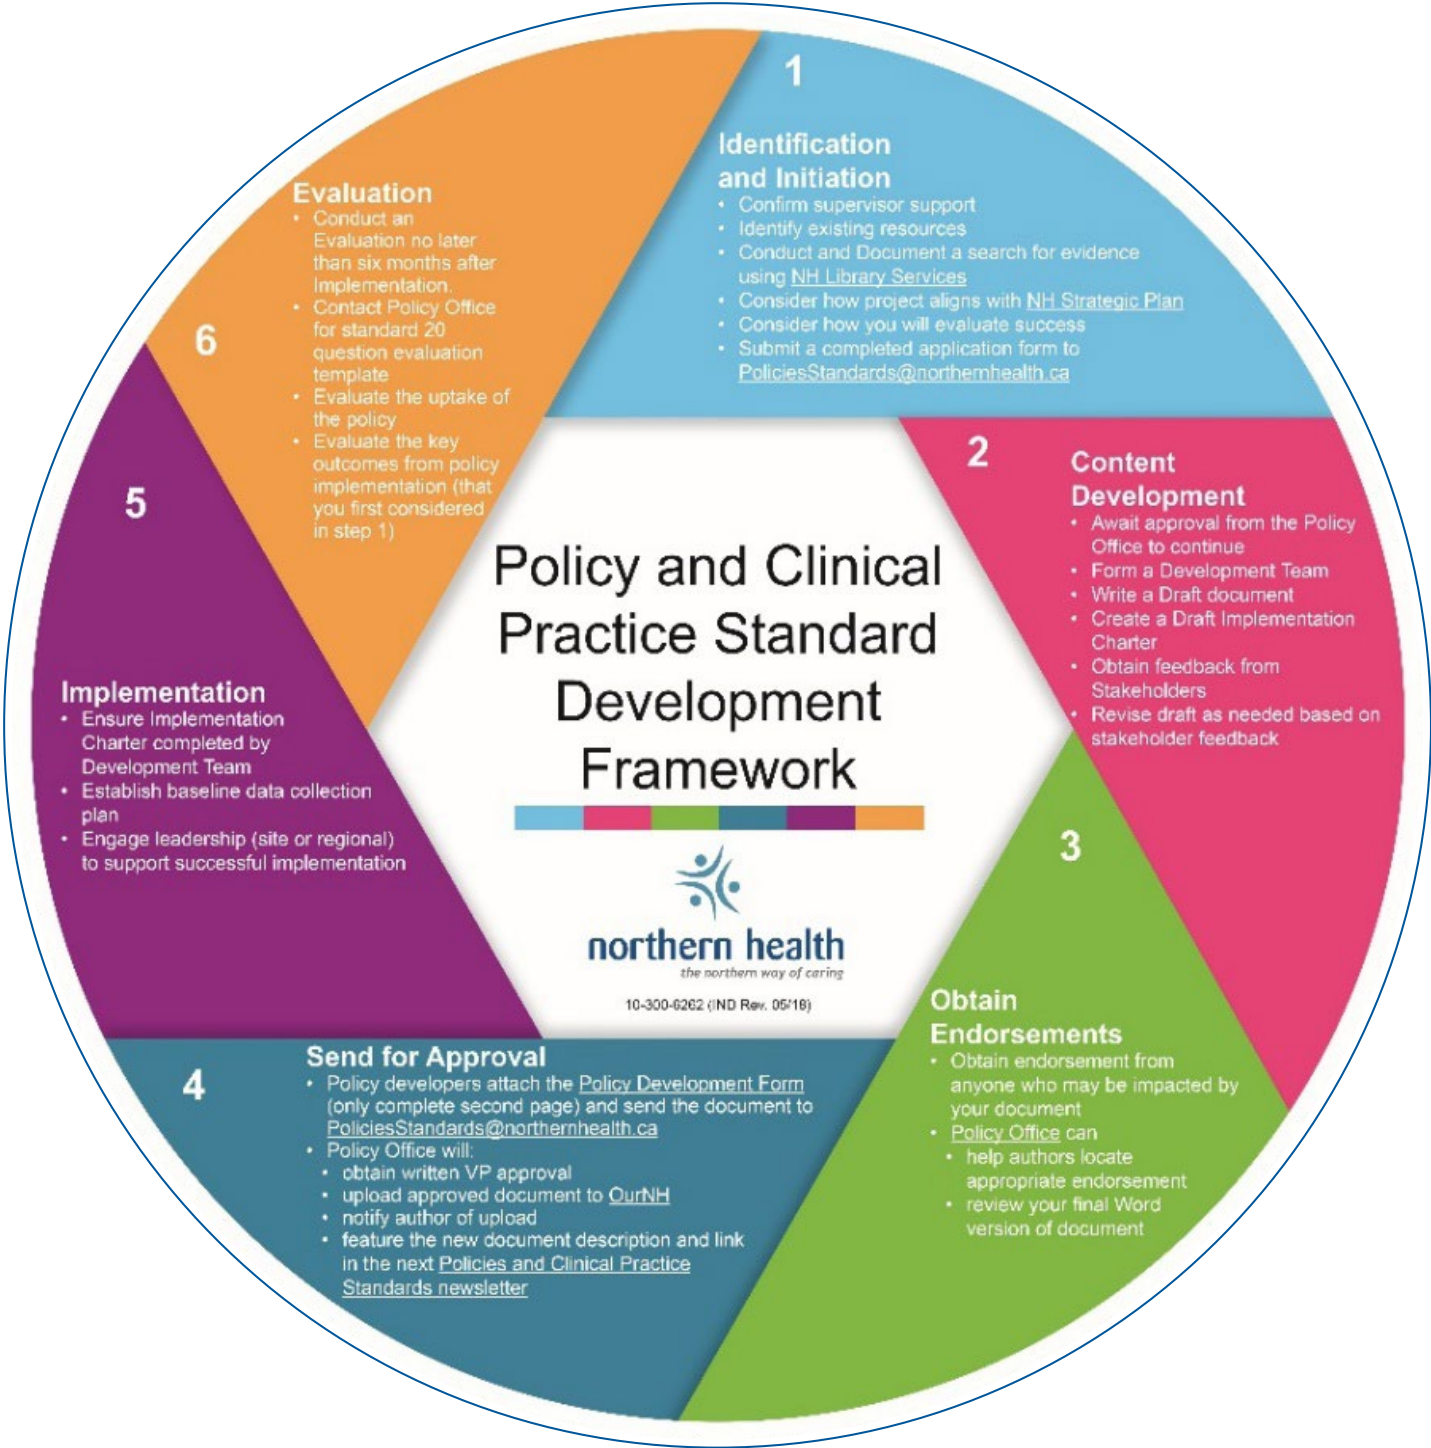 1
Identification
and Initiation
• Confirm supervisor support
• Identify existing resources
• Conduct and Document a search for evidence
using NH Library Services
• Consider how project aligns with NH Strategic Plan
• Consider how you will evaluate success
• Submit a completed application form to
PoliciesStandards@northernhealth.ca
2
Content
Development
• Await approval from the Policy
Office to continue
• Form a Development Team
• Write a Draft document
• Create a Draft Implementation
Charter
• Obtain feedback from
Stakeholders
• Revise draft as needed based on
stakeholder feedback
3
Obtain
Endorsements
• Obtain endorsement from
anyone who may be impacted by
your document
• Policy Office can
• help authors locate
appropriate endorsement
• review your final Word
version of document
4
Send for Approval
• Policy developers attach the Policy Development Form
(only complete second page) and send the document to
PoliciesStandards@northernhealth.ca
• Policy Office will:
• obtain written VP approval
• upload approved document to OurNH
• notify author of upload
• feature the new document description and link
in the next Policies and Clinical Practice
Standards newsletter
5
Implementation
• Ensure Implementation
Charter completed by
Development Team
• Establish baseline data collection
plan
• Engage leadership (site or regional)
to support successful implementation
6
Evaluation
• Conduct an
Evaluation no later
than six months after
Implementation.
• Contact Policy Office
for standard 20
question evaluation
template
• Evaluate the uptake of
the policy
• Evaluate the key
outcomes from policy
implementation (that
you first considered
in step 1)
Policy and Clinical
Practice Standard
Development
Framework
northern health
the northern way of caring
10-300-6262 (IND Rev. 05/18)